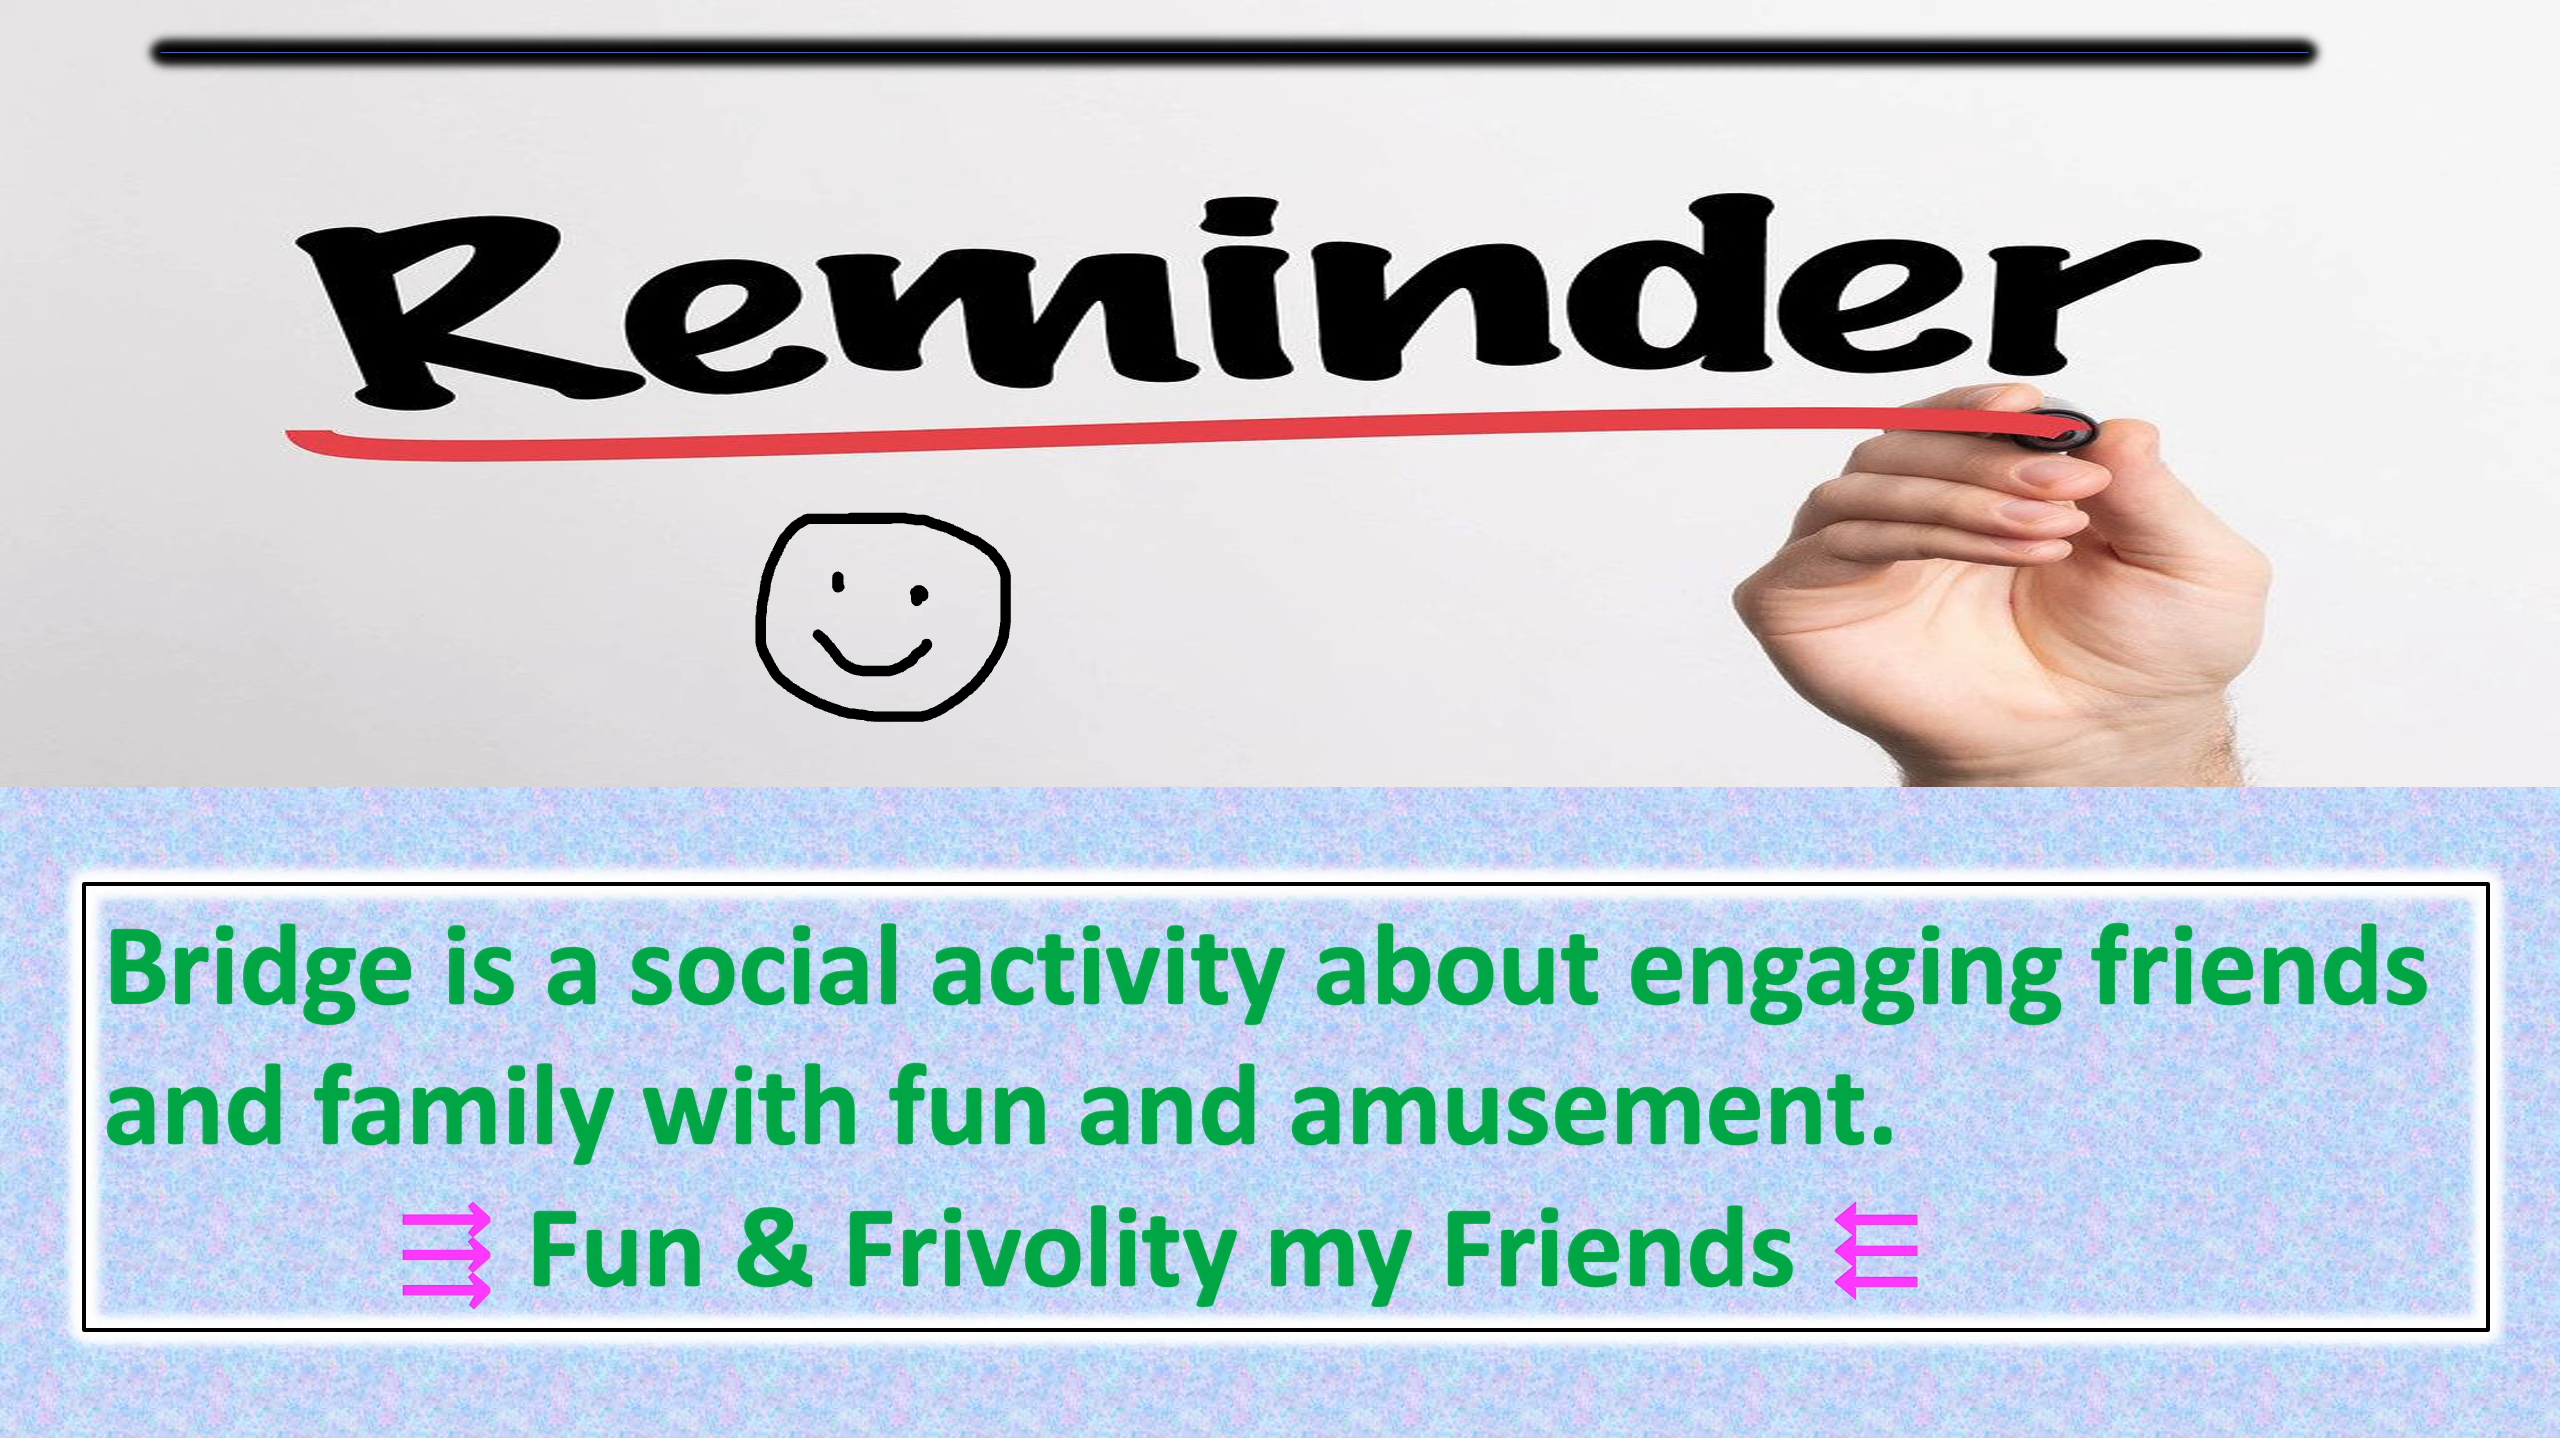 Reminder
Bridge is a social activity about engaging friends
and family with fun and amusement.
⇉ Fun & Frivolity my Friends ⇇